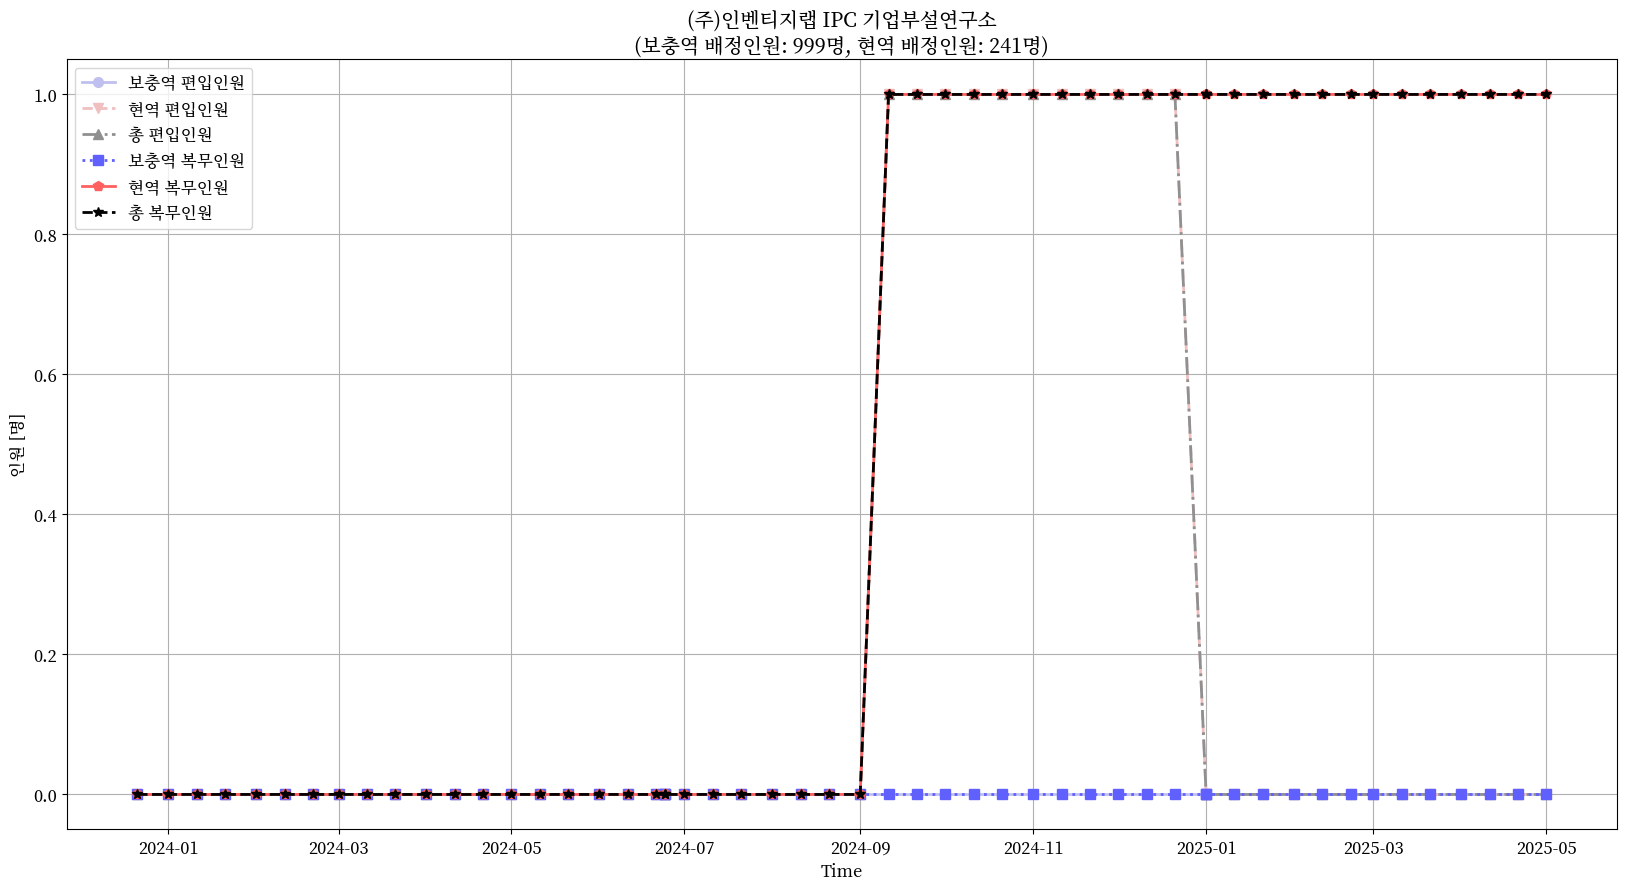 (주)인벤티지랩 IPC 기업부설연구소
(보충역 배정인원: 999명, 현역 배정인원: 241명)
보충역 편입인원
현역 편입인원
총 편입인원
보충역 복무인원
현역 복무인원
총 복무인원
1.0
0.8
0.6
0.4
0.2
0.0
인원 [명]
2024-01
2024-03
2024-05
2024-07
2024-09
2024-11
2025-01
2025-03
2025-05
Time